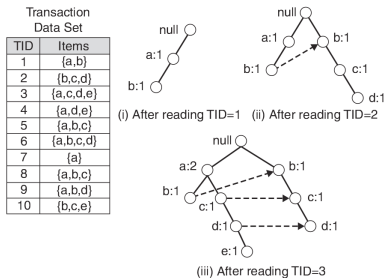 Transaction
Data Set
TID Items
1 {a,b}
2 {b,c,d}
3 {a,c,d,e}
4 {a,d,e}
5 {a,b,c}
6 {a,b,c,d}
7 {a}
8 {a,b,c}
9 {a,b,d}
10 {b,c,e}
null
a:1
b:1
(i) After reading TID=1
null
a:1 b:1
b:1 c:1
d:1
(ii) After reading TID=2
null
a:2 b:1
b:1 c:1 c:1
d:1 d:1
e:1
(iii) After reading TID=3